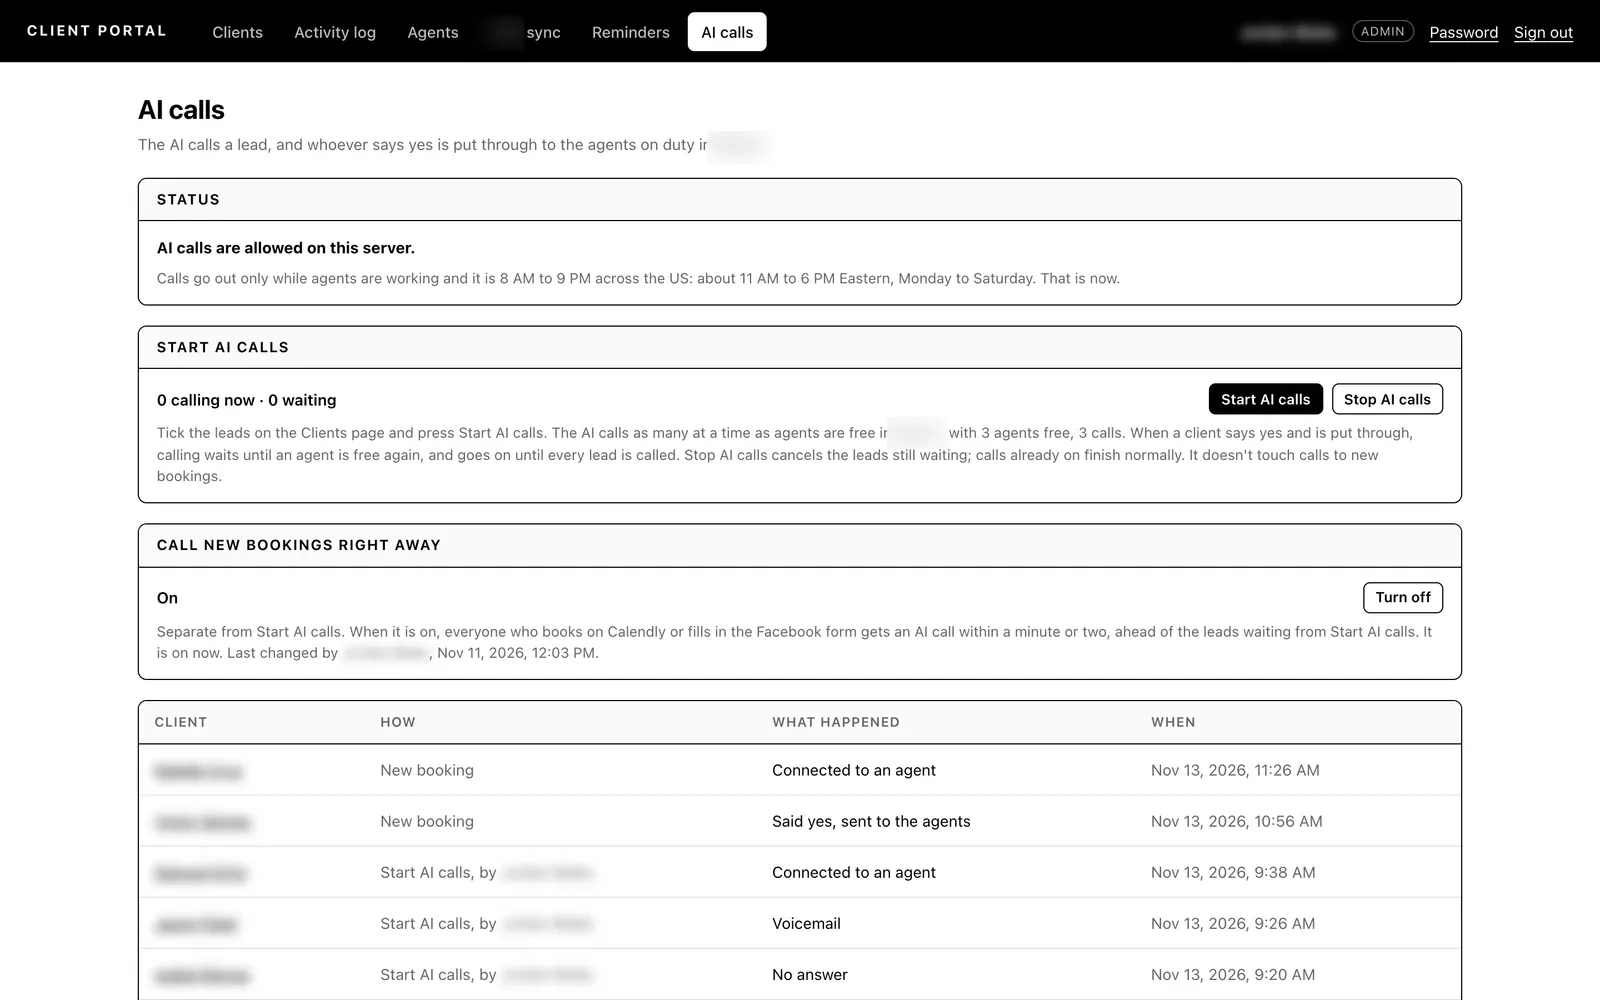 CLIENT PORTAL
Clients
Activity log
Agents
sync
Reminders
AI calls
ADMIN
Password
Sign out
AI calls
The AI calls a lead, and whoever says yes is put through to the agents on duty in
STATUS
AI calls are allowed on this server.
Calls go out only while agents are working and it is 8 AM to 9 PM across the US: about 11 AM to 6 PM Eastern, Monday to Saturday. That is now.
START AI CALLS
0 calling now · 0 waiting
Start AI calls
Stop AI calls
Tick the leads on the Clients page and press Start AI calls. The AI calls as many at a time as agents are free in with 3 agents free, 3 calls. When a client says yes and is put through,
calling waits until an agent is free again, and goes on until every lead is called. Stop AI calls cancels the leads still waiting; calls already on finish normally. It doesn't touch calls to new
bookings.
CALL NEW BOOKINGS RIGHT AWAY
On
Turn off
Separate from Start AI calls. When it is on, everyone who books on Calendly or fills in the Facebook form gets an AI call within a minute or two, ahead of the leads waiting from Start AI calls. It
is on now. Last changed by , Nov 11, 2026, 12:03 PM.
CLIENT HOW WHAT HAPPENED WHEN
New booking Connected to an agent Nov 13, 2026, 11:26 AM
New booking Said yes, sent to the agents Nov 13, 2026, 10:56 AM
Start AI calls, by Connected to an agent Nov 13, 2026, 9:38 AM
Start AI calls, by Voicemail Nov 13, 2026, 9:26 AM
Start AI calls, by No answer Nov 13, 2026, 9:20 AM